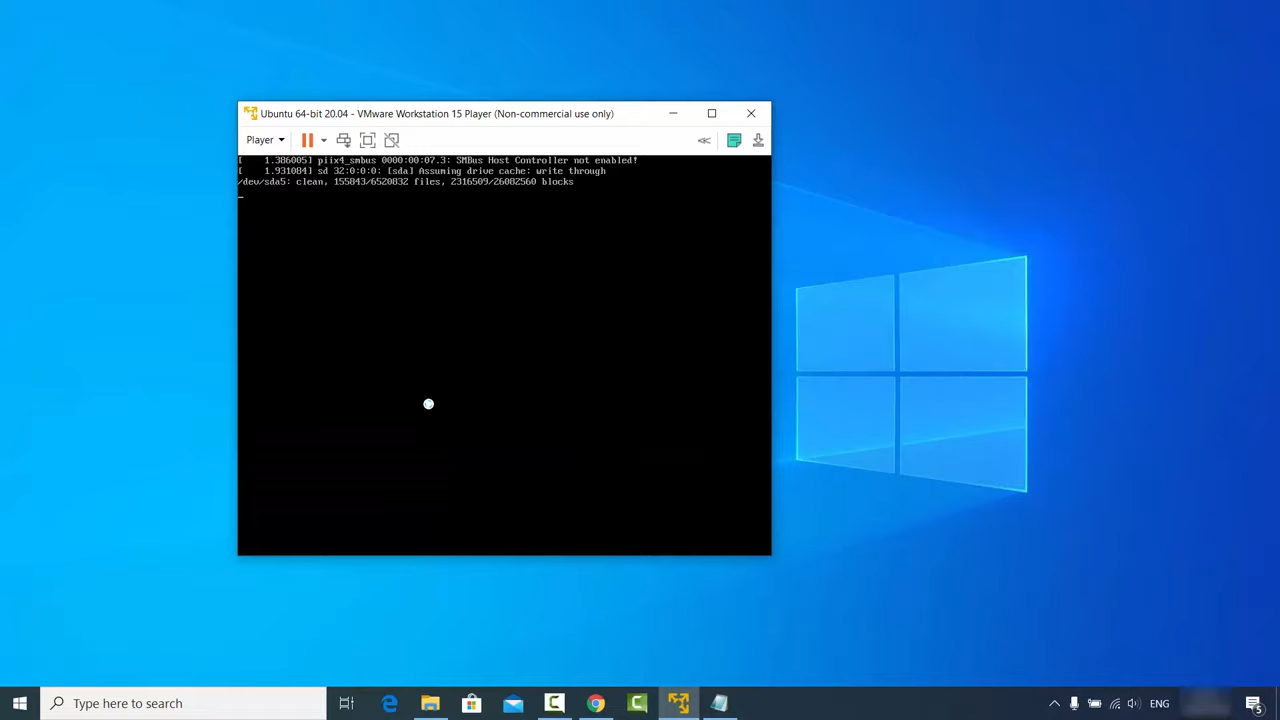 Ubuntu 64-bit 20.04 - VMware Workstation 15 Player (Non-commercial use only)
Player
[    1.386005] piix4_smbus 0000:00:07.3: SMBus Host Controller not enabled!
[    1.931084] sd 32:0:0:0: [sda] Assuming drive cache: write through
/dev/sda5: clean, 155843/6520832 files, 2316509/26082560 blocks
Type here to search
ENG
5